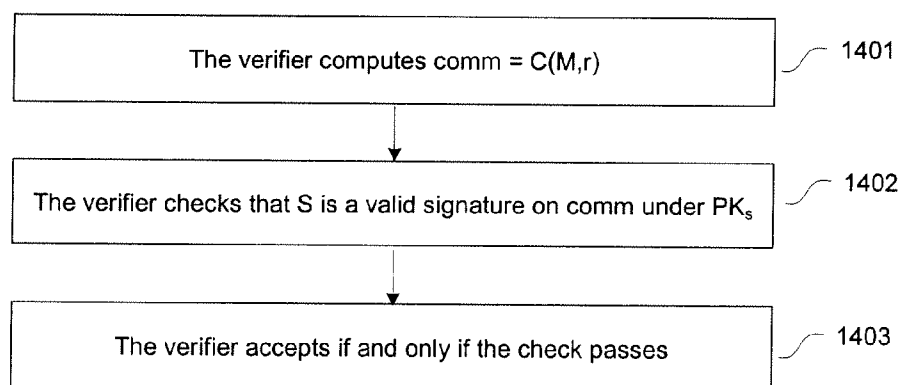 The verifier computes comm = C(M,r)
1401
The verifier checks that S is a valid signature on comm under PKs
1402
The verifier accepts if and only if the check passes
1403